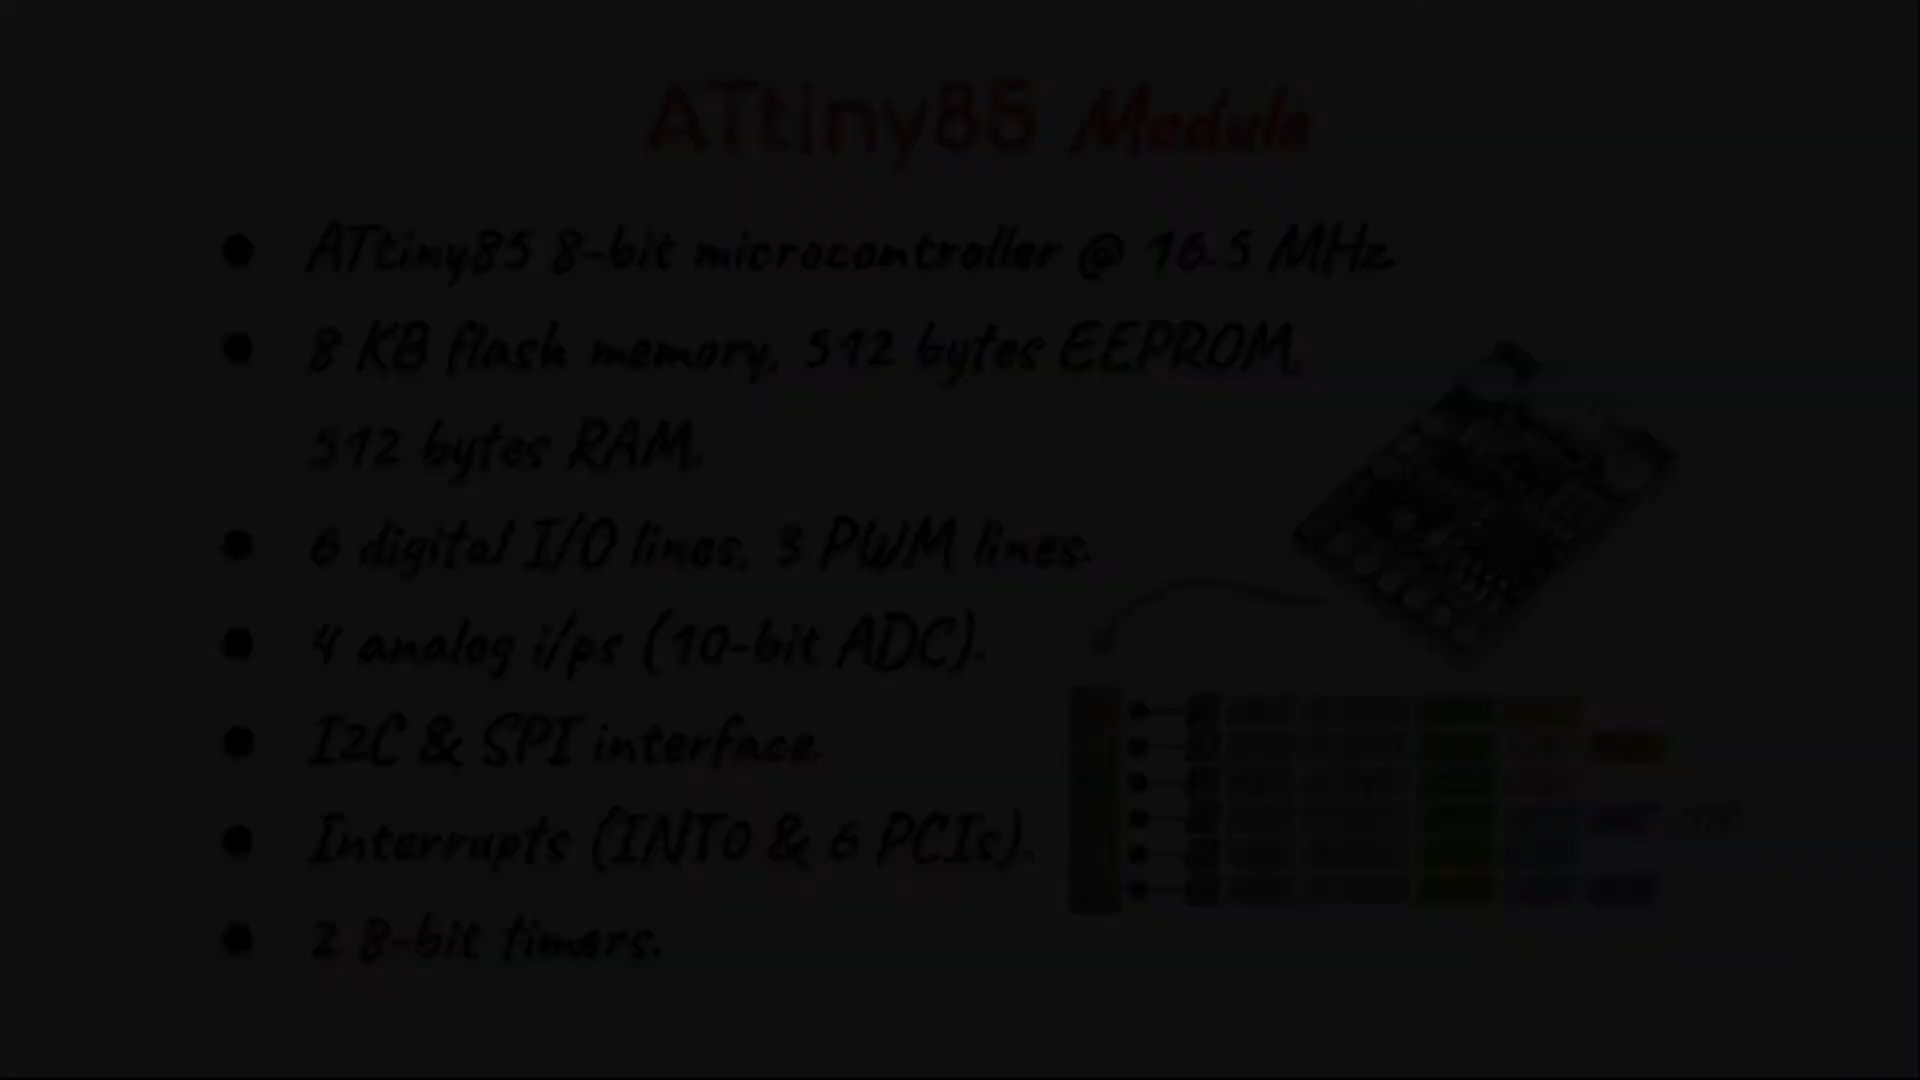 ATtiny85 Module
ATtiny85 8-bit microcontroller @ 16.5 MHz.
8 KB flash memory, 512 bytes EEPROM,
512 bytes RAM.
6 digital I/O lines, 3 PWM lines.
4 analog i/ps (10-bit ADC).
I2C & SPI interface.
Interrupts (INT0 & 6 PCIs).
2 8-bit timers.